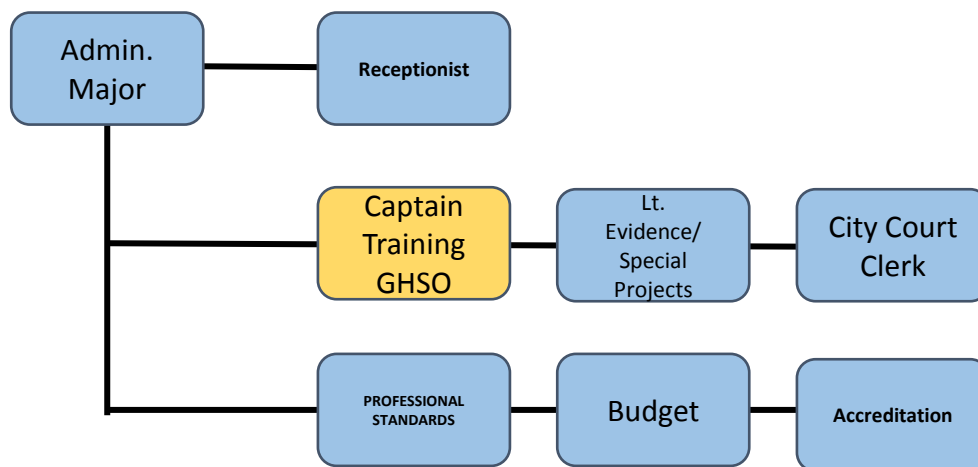 Admin.
Major
Receptionist
Captain
Training
GHSO
Lt.
Evidence/
Special
Projects
City Court
Clerk
PROFESSIONAL
STANDARDS
Budget
Accreditation